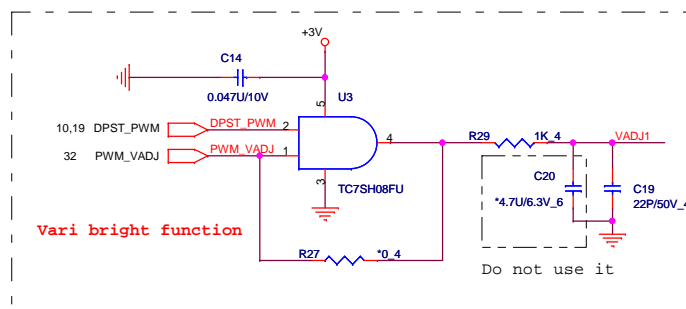 +3V
C14
0.047U/10V
5
U3
10,19 DPST_PWM DPST_PWM 2
4
R29 1K_4 VADJ1
32 PWM_VADJ PWM_VADJ 1
3
TC7SH08FU
C20
*4.7U/6.3V_6
C19
22P/50V_4
Vari bright function
R27 *0_4
Do not use it